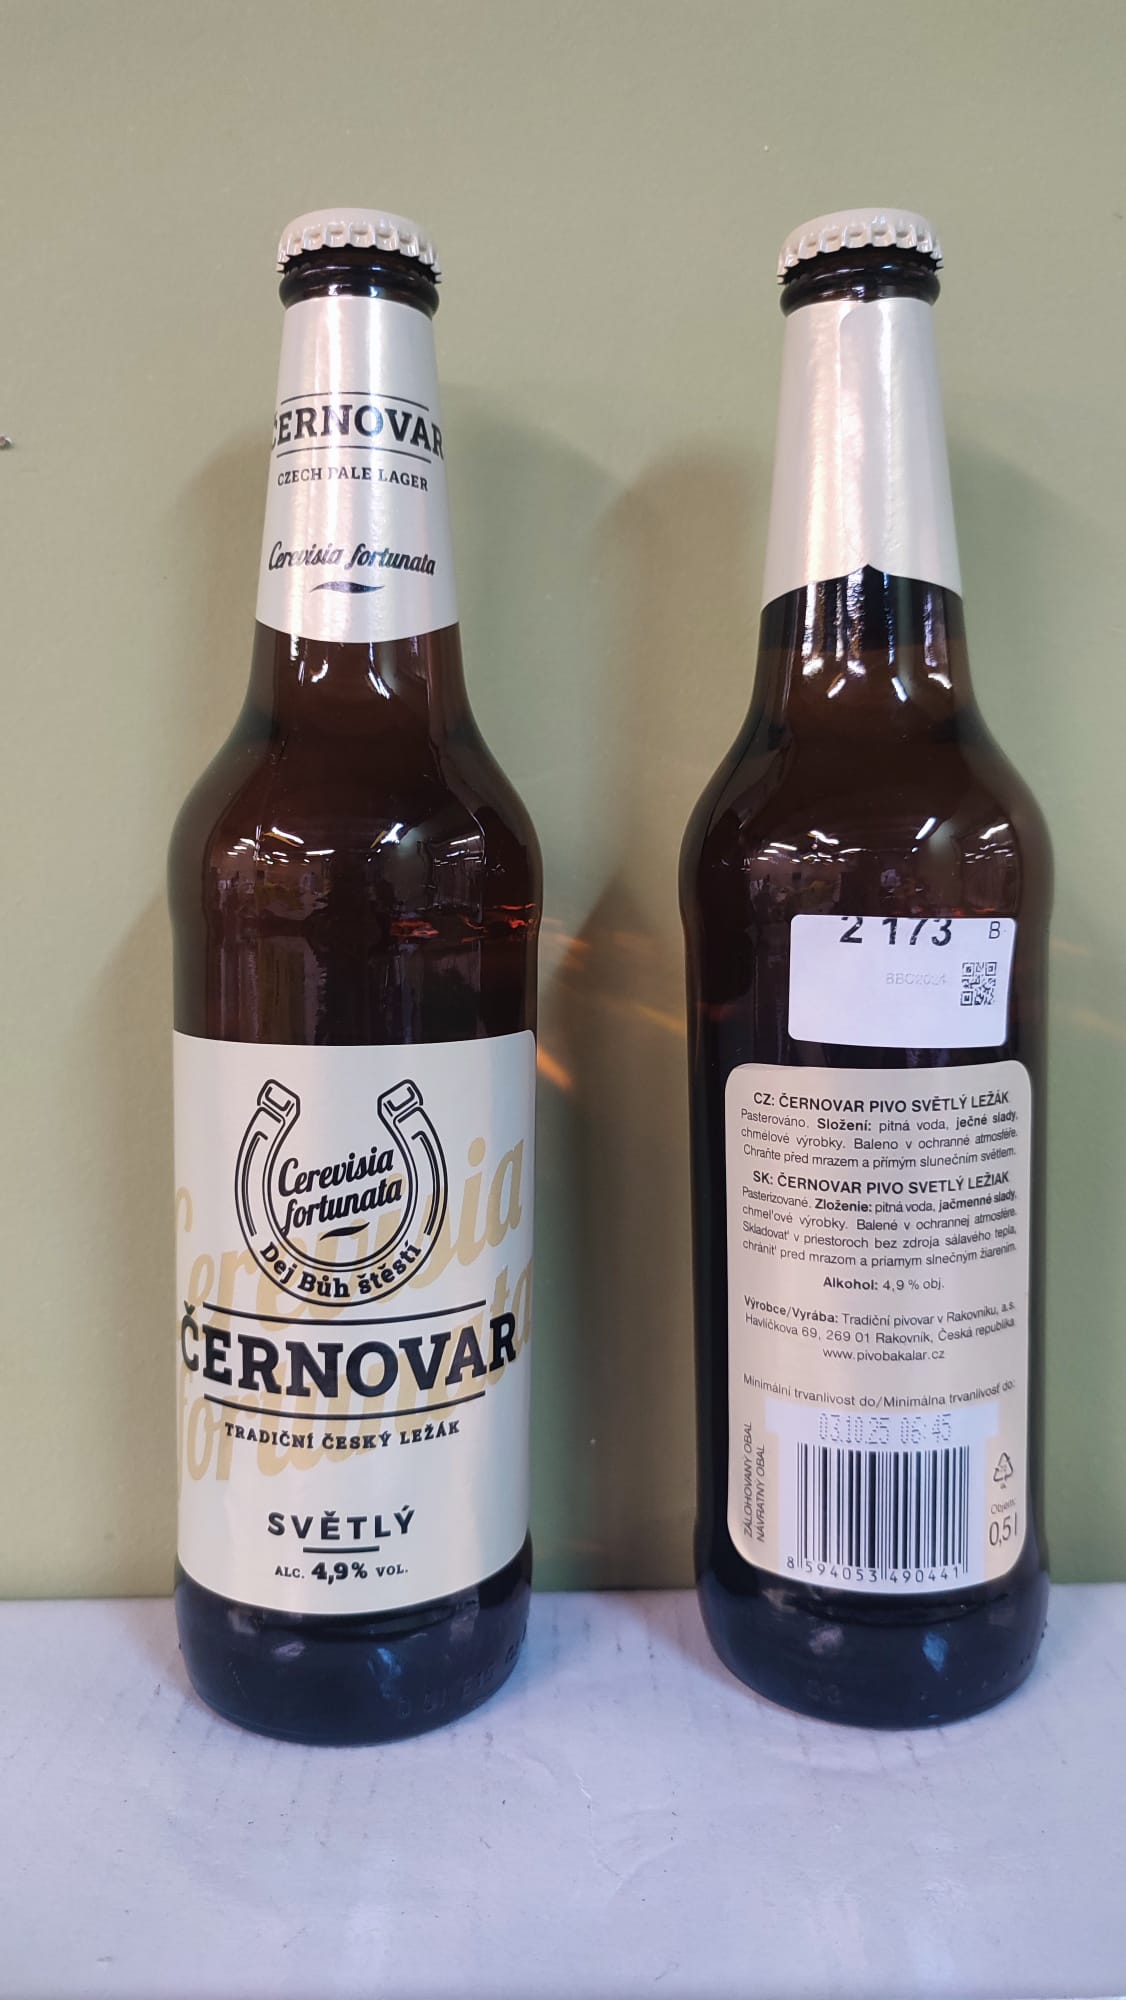 ČERNOVAR
CZECH PALE LAGER
Cerevisia fortunata
Cerevisia
fortunata
Dej Bůh štěstí
Cerevisia
fortunata
ČERNOVAR
TRADIČNÍ ČESKÝ LEŽÁK
SVĚTLÝ
ALC. 4,9% VOL.
2 173 B
CZ: ČERNOVAR PIVO SVĚTLÝ LEŽÁK
Pasterováno. Složení: pitná voda, ječné slady,
chmelové výrobky. Baleno v ochranné atmosféře.
Chraňte před mrazem a přímým slunečním světlem.
SK: ČERNOVAR PIVO SVETLÝ LEŽIAK
Pasterizované. Zloženie: pitná voda, jačmenné slady,
chmeľové výrobky. Balené v ochrannej atmosfére.
Skladovať v priestoroch bez zdroja sálavého tepla,
chrániť pred mrazom a priamym slnečným žiarením.
Alkohol: 4,9 % obj.
Výrobce/Vyrába: Tradiční pivovar v Rakovníku, a.s.
Havlíčkova 69, 269 01 Rakovník, Česká republika
www.pivobakalar.cz
Minimální trvanlivost do/Minimálna trvanlivosť do:
03.10.25 06:45
ZÁLOHOVANÝ OBAL
NÁVRATNÝ OBAL
Objem:
0,5 l
8 594053 490441